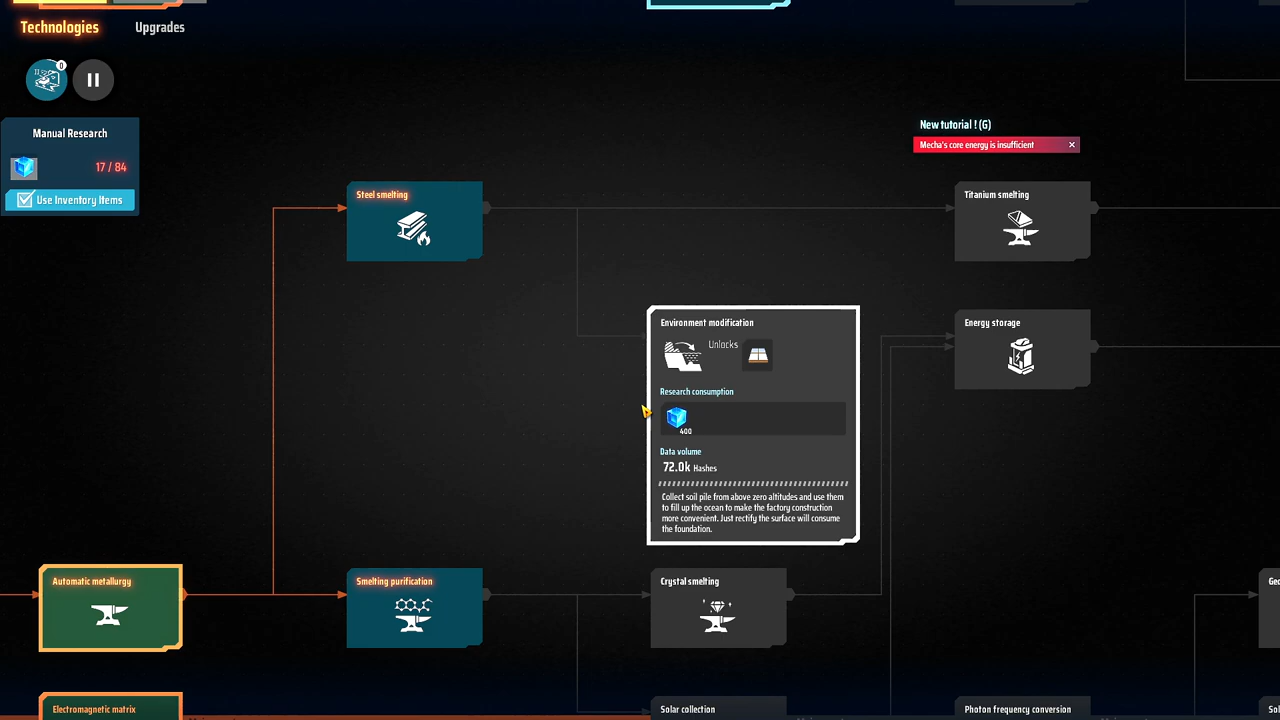 Technologies
Upgrades
0
Manual Research
17 / 84
Use Inventory Items
New tutorial ! (G)
Mecha's core energy is insufficient
Steel smelting
Titanium smelting
Environment modification
Unlocks
Research consumption
400
Data volume
72.0k Hashes
Collect soil pile from above zero altitudes and use them
to fill up the ocean to make the factory construction
more convenient. Just rectify the surface will consume
the foundation.
Energy storage
Automatic metallurgy
Smelting purification
Crystal smelting
Electromagnetic matrix
Solar collection
Photon frequency conversion